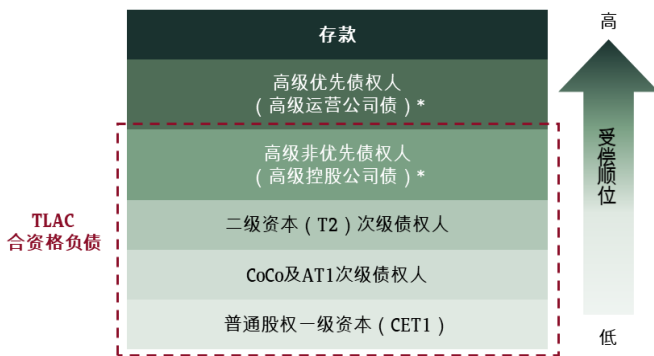 存款
高级优先债权人
（高级运营公司债）*
高级非优先债权人
（高级控股公司债）*
二级资本（T2）次级债权人
CoCo及AT1次级债权人
普通股权一级资本（CET1）
TLAC
合资格负债
高
受偿顺位
低